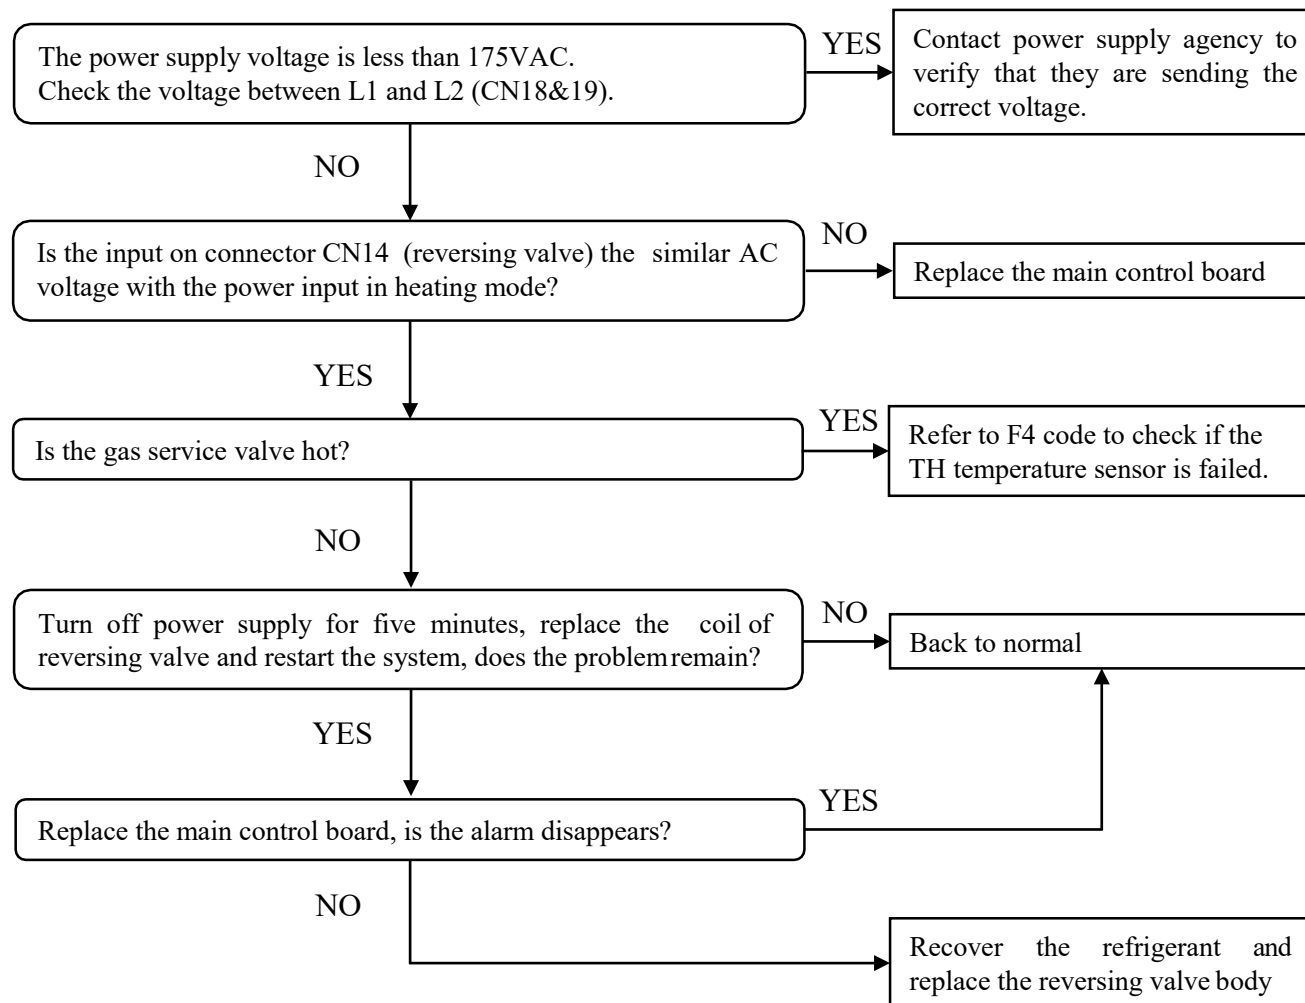 The power supply voltage is less than 175VAC.
Check the voltage between L1 and L2 (CN18&19).
YES
Contact power supply agency to
verify that they are sending the
correct voltage.
NO
Is the input on connector CN14 (reversing valve) the similar AC
voltage with the power input in heating mode?
NO
Replace the main control board
YES
Is the gas service valve hot?
YES
Refer to F4 code to check if the
TH temperature sensor is failed.
NO
Turn off power supply for five minutes, replace the coil of
reversing valve and restart the system, does the problem remain?
NO
Back to normal
YES
Replace the main control board, is the alarm disappears?
YES
NO
Recover the refrigerant and
replace the reversing valve body